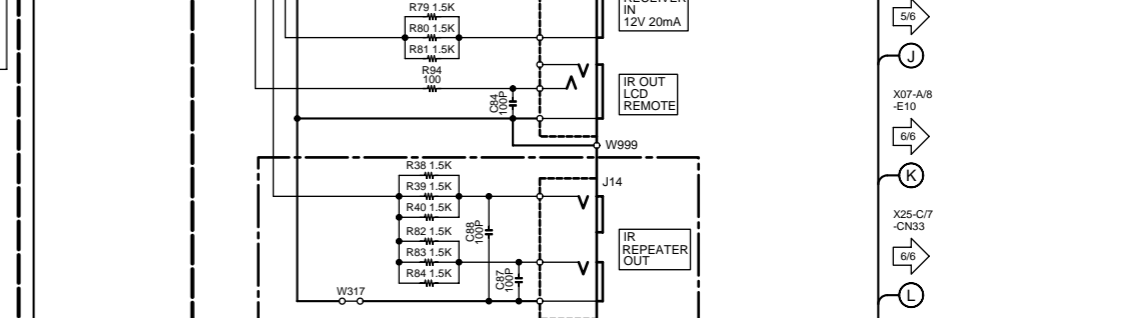 R79 1.5K
R80 1.5K
R81 1.5K
RECEIVER
IN
12V 20mA
R94
100
C84
100P
IR OUT
LCD
REMOTE
W999
R38 1.5K
R39 1.5K
R40 1.5K
R82 1.5K
R83 1.5K
R84 1.5K
C88
100P
C87
100P
J14
IR
REPEATER
OUT
W317
5/6
J
X07-A/8
-E10
6/6
K
X25-C/7
-CN33
6/6
L